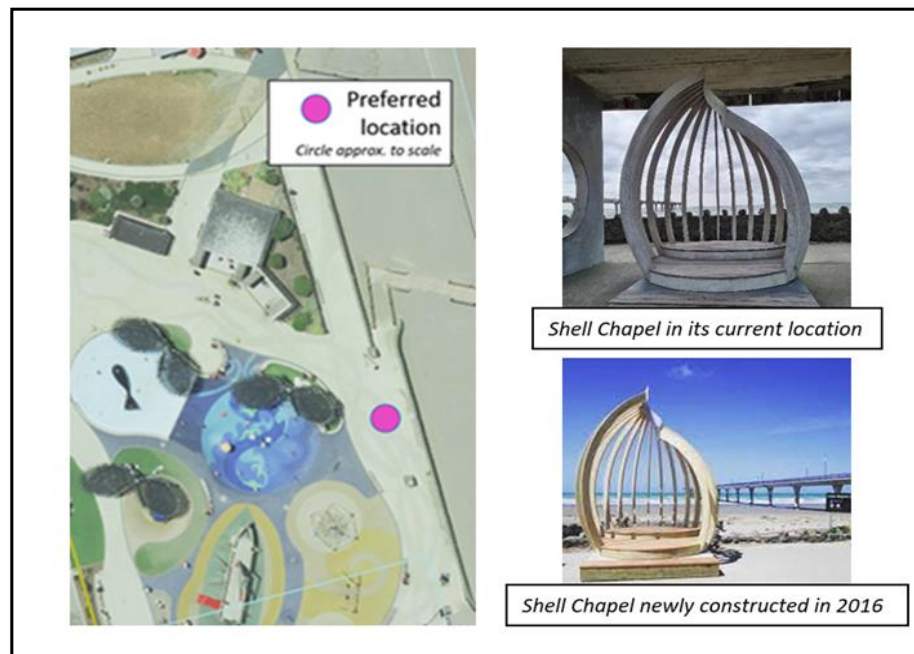 Preferred
location
Circle approx. to scale
Shell Chapel in its current location
Shell Chapel newly constructed in 2016